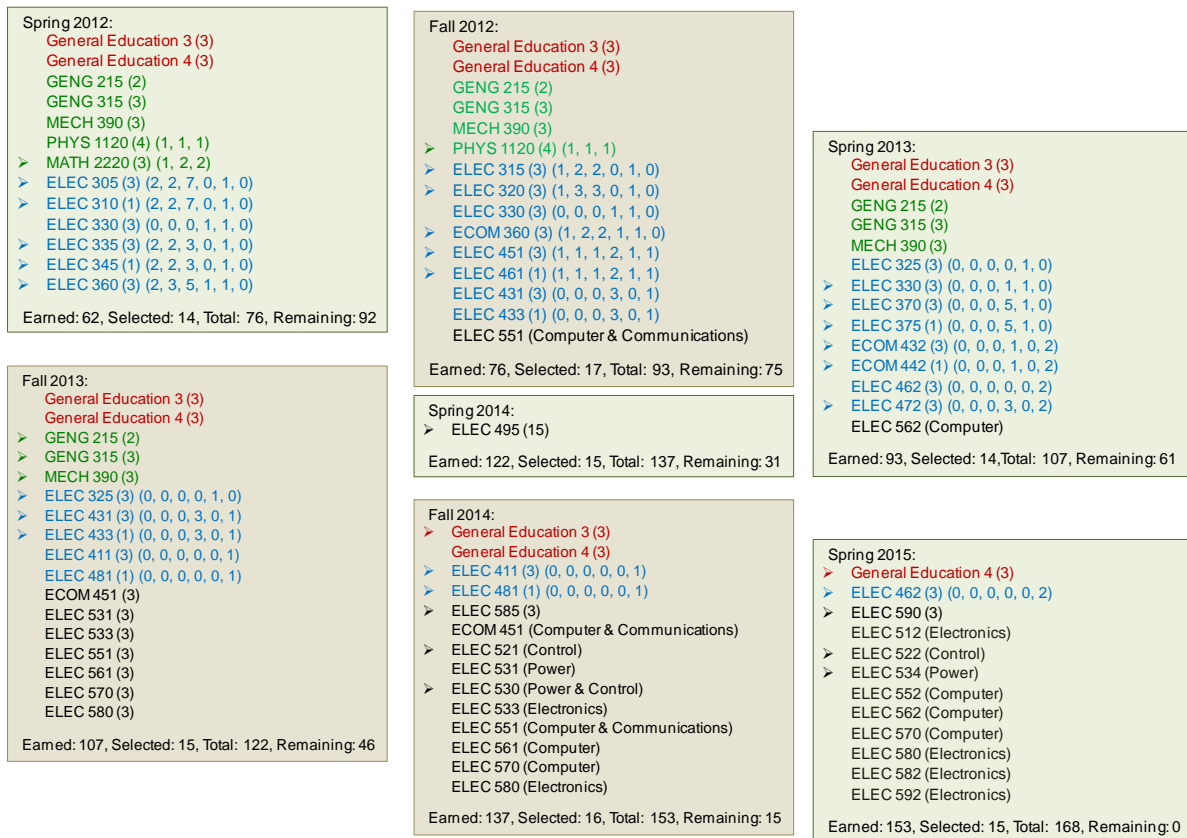 Spring 2012:
General Education 3 (3)
General Education 4 (3)
GENG 215 (2)
GENG 315 (3)
MECH 390 (3)
PHYS 1120 (4) (1, 1, 1)
➢ MATH 2220 (3) (1, 2, 2)
➢ ELEC 305 (3) (2, 2, 7, 0, 1, 0)
➢ ELEC 310 (1) (2, 2, 7, 0, 1, 0)
ELEC 330 (3) (0, 0, 0, 1, 1, 0)
➢ ELEC 335 (3) (2, 2, 3, 0, 1, 0)
➢ ELEC 345 (1) (2, 2, 3, 0, 1, 0)
➢ ELEC 360 (3) (2, 3, 5, 1, 1, 0)
Earned: 62, Selected: 14, Total: 76, Remaining: 92
Fall 2012:
General Education 3 (3)
General Education 4 (3)
GENG 215 (2)
GENG 315 (3)
MECH 390 (3)
➢ PHYS 1120 (4) (1, 1, 1)
➢ ELEC 315 (3) (1, 2, 2, 0, 1, 0)
➢ ELEC 320 (3) (1, 3, 3, 0, 1, 0)
ELEC 330 (3) (0, 0, 0, 1, 1, 0)
➢ ECOM 360 (3) (1, 2, 2, 1, 1, 0)
➢ ELEC 451 (3) (1, 1, 1, 2, 1, 1)
➢ ELEC 461 (1) (1, 1, 1, 2, 1, 1)
ELEC 431 (3) (0, 0, 0, 3, 0, 1)
ELEC 433 (1) (0, 0, 0, 3, 0, 1)
ELEC 551 (Computer & Communications)
Earned: 76, Selected: 17, Total: 93, Remaining: 75
Spring 2013:
General Education 3 (3)
General Education 4 (3)
GENG 215 (2)
GENG 315 (3)
MECH 390 (3)
ELEC 325 (3) (0, 0, 0, 0, 1, 0)
➢ ELEC 330 (3) (0, 0, 0, 1, 1, 0)
➢ ELEC 370 (3) (0, 0, 0, 5, 1, 0)
➢ ELEC 375 (1) (0, 0, 0, 5, 1, 0)
➢ ECOM 432 (3) (0, 0, 0, 1, 0, 2)
➢ ECOM 442 (1) (0, 0, 0, 1, 0, 2)
ELEC 462 (3) (0, 0, 0, 0, 0, 2)
➢ ELEC 472 (3) (0, 0, 0, 3, 0, 2)
ELEC 562 (Computer)
Earned: 93, Selected: 14,Total: 107, Remaining: 61
Fall 2013:
General Education 3 (3)
General Education 4 (3)
➢ GENG 215 (2)
➢ GENG 315 (3)
➢ MECH 390 (3)
➢ ELEC 325 (3) (0, 0, 0, 0, 1, 0)
➢ ELEC 431 (3) (0, 0, 0, 3, 0, 1)
➢ ELEC 433 (1) (0, 0, 0, 3, 0, 1)
ELEC 411 (3) (0, 0, 0, 0, 0, 1)
ELEC 481 (1) (0, 0, 0, 0, 0, 1)
ECOM 451 (3)
ELEC 531 (3)
ELEC 533 (3)
ELEC 551 (3)
ELEC 561 (3)
ELEC 570 (3)
ELEC 580 (3)
Earned: 107, Selected: 15, Total: 122, Remaining: 46
Spring 2014:
➢ ELEC 495 (15)
Earned: 122, Selected: 15, Total: 137, Remaining: 31
Fall 2014:
➢ General Education 3 (3)
General Education 4 (3)
➢ ELEC 411 (3) (0, 0, 0, 0, 0, 1)
➢ ELEC 481 (1) (0, 0, 0, 0, 0, 1)
➢ ELEC 585 (3)
ECOM 451 (Computer & Communications)
➢ ELEC 521 (Control)
ELEC 531 (Power)
➢ ELEC 530 (Power & Control)
ELEC 533 (Electronics)
ELEC 551 (Computer & Communications)
ELEC 561 (Computer)
ELEC 570 (Computer)
ELEC 580 (Electronics)
Earned: 137, Selected: 16, Total: 153, Remaining: 15
Spring 2015:
➢ General Education 4 (3)
➢ ELEC 462 (3) (0, 0, 0, 0, 0, 2)
➢ ELEC 590 (3)
ELEC 512 (Electronics)
➢ ELEC 522 (Control)
➢ ELEC 534 (Power)
ELEC 552 (Computer)
ELEC 562 (Computer)
ELEC 570 (Computer)
ELEC 580 (Electronics)
ELEC 582 (Electronics)
ELEC 592 (Electronics)
Earned: 153, Selected: 15, Total: 168, Remaining: 0